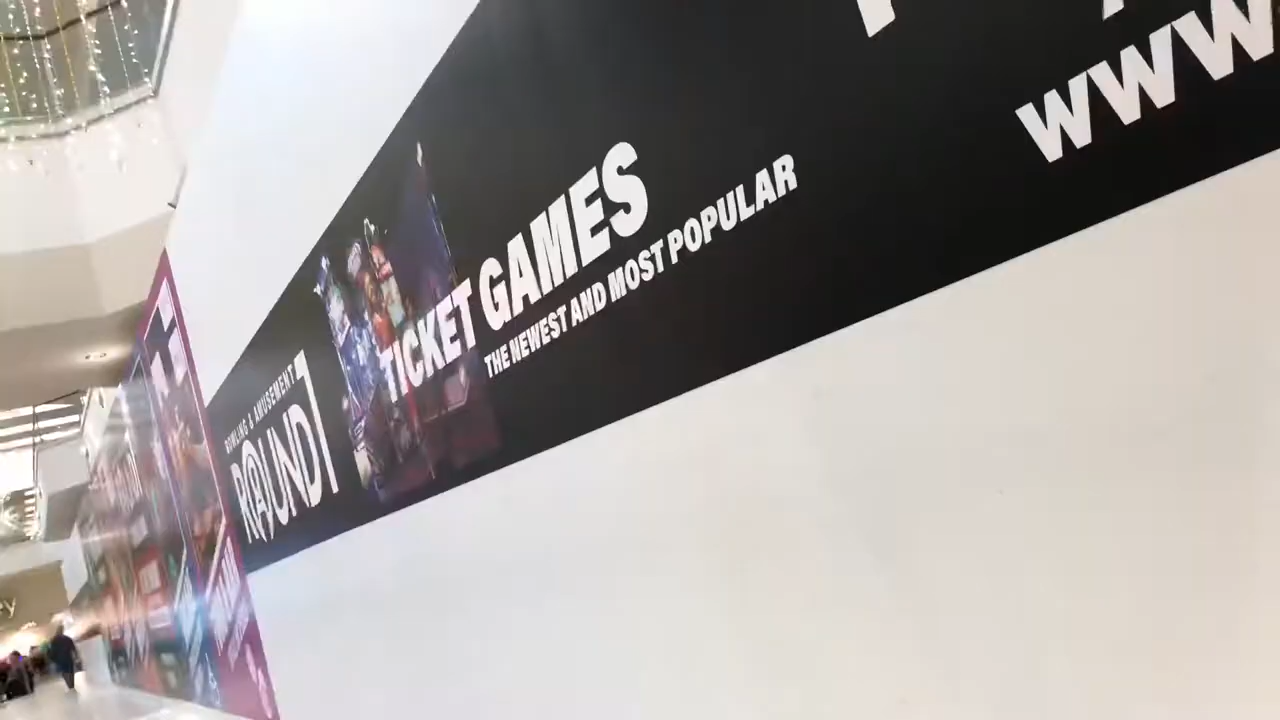 BOWLING & AMUSEMENT
ROUND1
TICKET GAMES
THE NEWEST AND MOST POPULAR
www